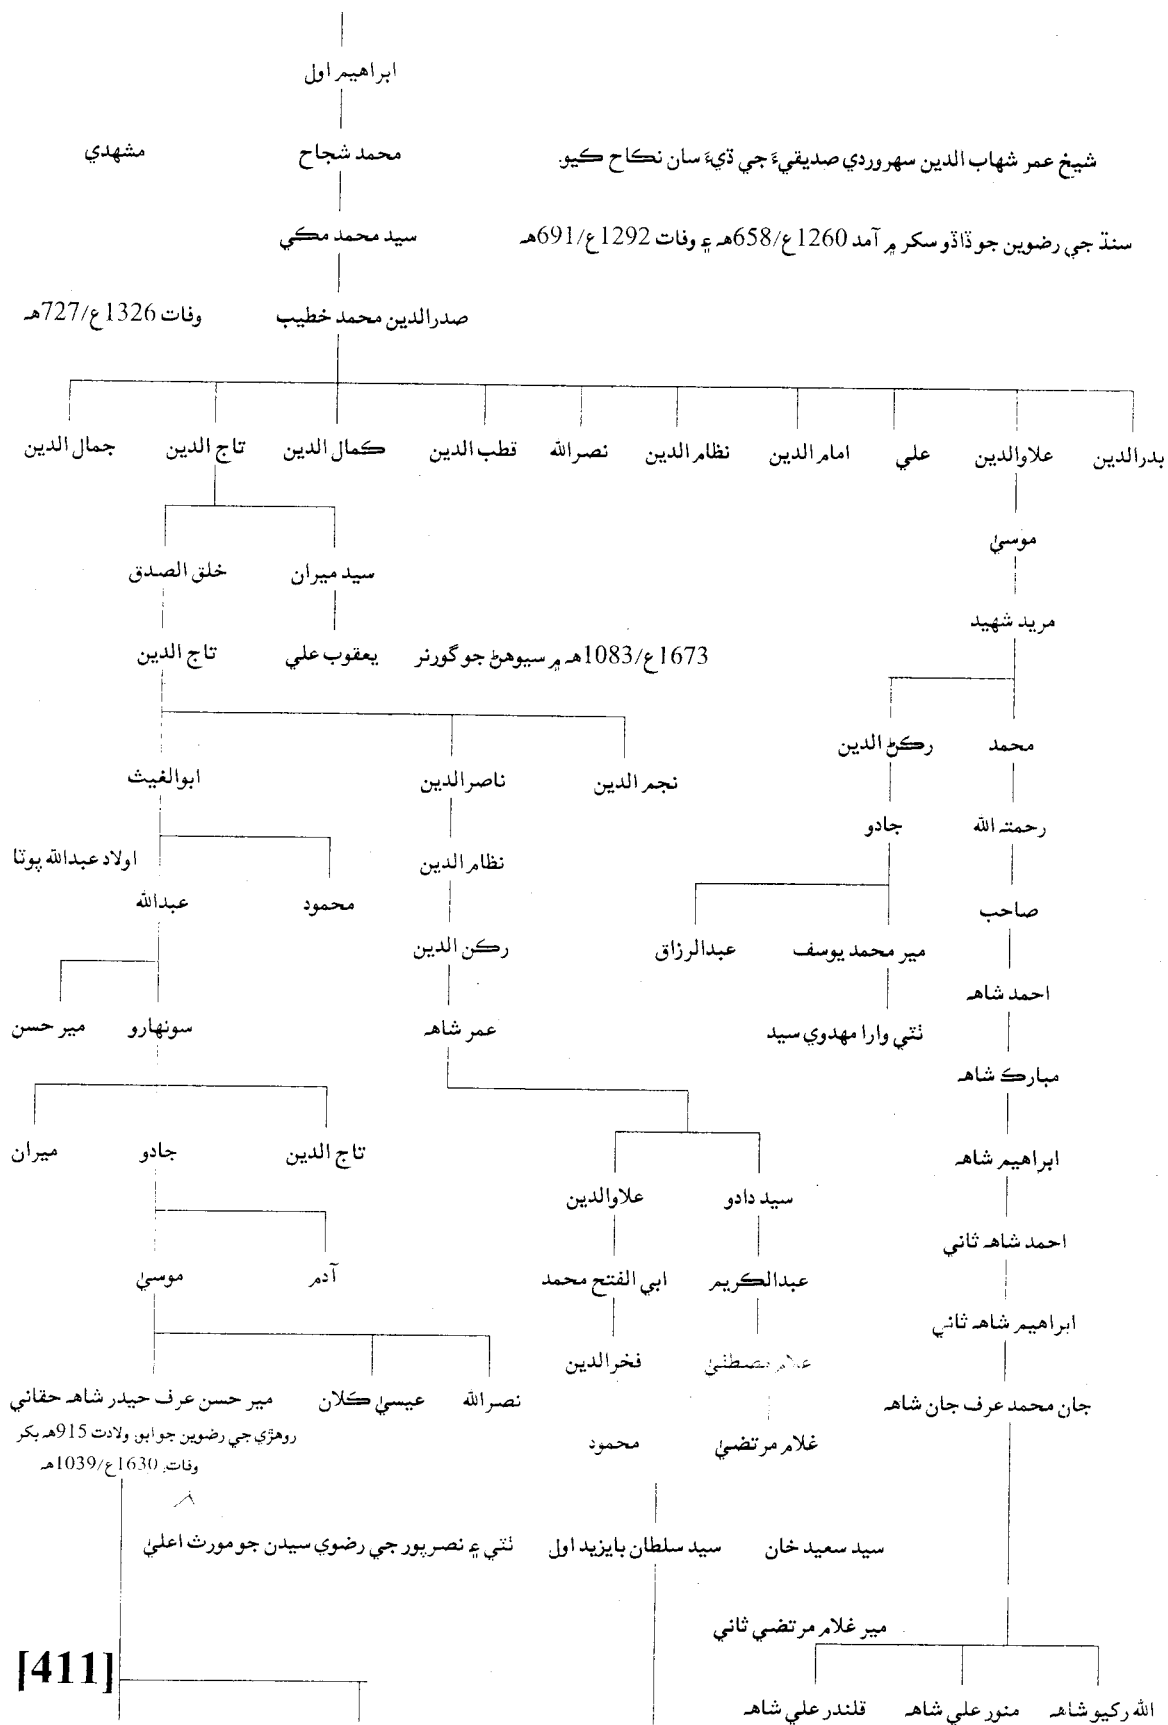 ابراهيم اول
شيخ عمر شهاب الدين سهروردي صديقيءَ جي ڌيءَ سان نڪاح ڪيو.
محمد شجاح
مشهدي
سنڌ جي رضوين جو ڏاڏو سکر ۾ آمد 1260ع/658هه ۽ وفات 1292ع/691هه
سيد محمد مڪي
صدرالدين محمد خطيب
وفات 1326ع/727هه
بدرالدين
علاوالدين
علي
امام الدين
نظام الدين
نصرالله
قطب الدين
ڪمال الدين
تاج الدين
جمال الدين
موسيٰ
سيد ميران
خلق الصدق
مريد شهيد
1673ع/1083هه ۾ سيوهڻ جو گورنر
يعقوب علي
تاج الدين
محمد
رڪڻ الدين
نجم الدين
ناصرالدين
ابوالغيث
رحمته الله
جادو
نظام الدين
اولاد عبدالله پوٽا
محمود
عبدالله
صاحب
مير محمد يوسف
عبدالرزاق
رڪن الدين
احمد شاهه
ٺٽي وارا مهدوي سيد
عمر شاهه
سونهارو
مير حسن
مبارڪ شاهه
ابراهيم شاهه
تاج الدين
جادو
ميران
سيد دادو
علاوالدين
احمد شاهه ثاني
عبدالڪريم
ابي الفتح محمد
آدم
موسيٰ
ابراهيم شاهه ثاني
غلام مصطفيٰ
فخرالدين
جان محمد عرف جان شاهه
نصرالله
عيسيٰ ڪلان
مير حسن عرف حيدر شاهه حقاني
روهڙي جي رضوين جو ابو. ولادت 915هه بکر
وفات: 1630ع/1039هه
غلام مرتضيٰ
محمود
سيد سعيد خان
سيد سلطان بايزيد اول
ٺٽي ۽ نصرپور جي رضوي سيدن جو مورث اعليٰ
مير غلام مرتضي ثاني
[411]
الله رکيو شاهه
منور علي شاهه
قلندر علي شاهه